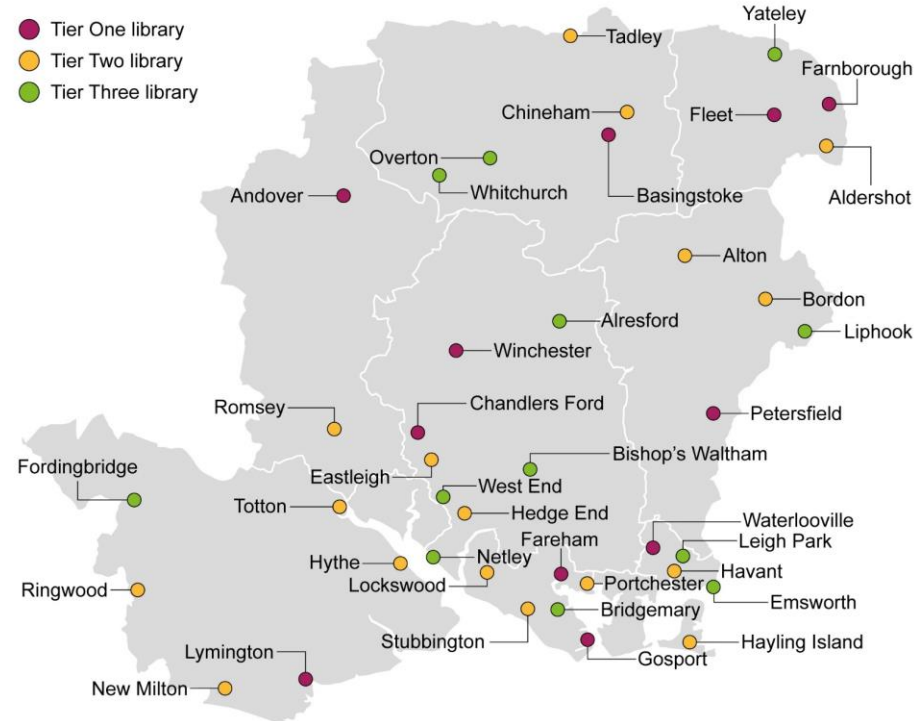 Tier One library
Tier Two library
Tier Three library
Yateley
Tadley
Farnborough
Chineham
Fleet
Overton
Whitchurch
Andover
Basingstoke
Aldershot
Alton
Bordon
Alresford
Liphook
Winchester
Chandlers Ford
Romsey
Petersfield
Bishop's Waltham
Fordingbridge
Eastleigh
West End
Totton
Hedge End
Waterlooville
Fareham
Leigh Park
Netley
Hythe
Havant
Lockswood
Portchester
Ringwood
Emsworth
Bridgemary
Stubbington
Hayling Island
Lymington
Gosport
New Milton